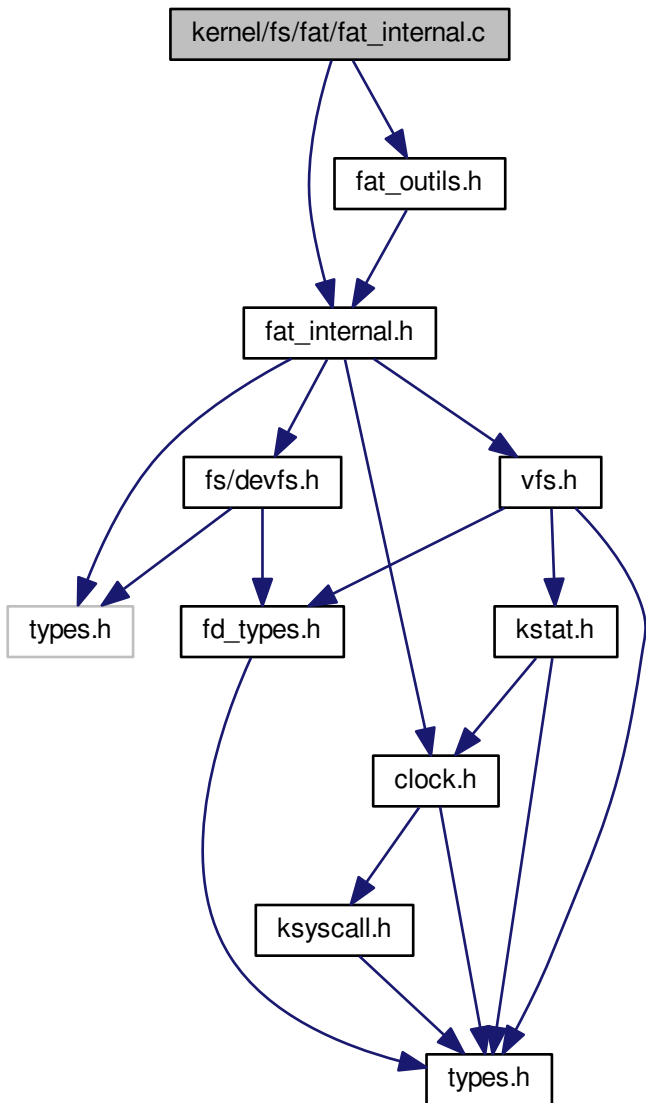 kernel/fs/fat/fat_internal.c
fat_outils.h
fat_internal.h
fs/devfs.h
vfs.h
types.h
fd_types.h
kstat.h
clock.h
ksyscall.h
types.h